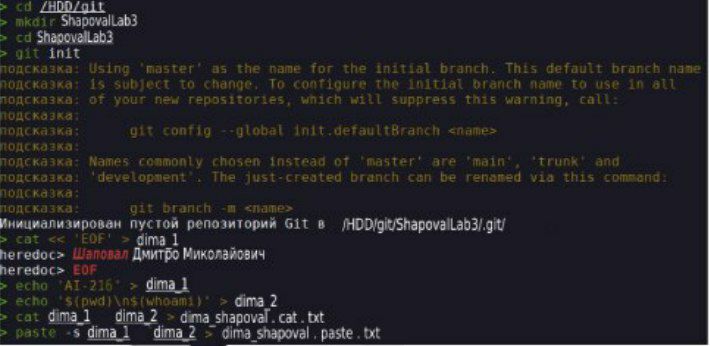 > cd /HDD/git
> mkdir ShapovalLab3
> cd ShapovalLab3
> git init
подсказка: Using 'master' as the name for the initial branch. This default branch name
подсказка: is subject to change. To configure the initial branch name to use in all
подсказка: of your new repositories, which will suppress this warning, call:
подсказка:
подсказка: git config --global init.defaultBranch <name>
подсказка:
подсказка: Names commonly chosen instead of 'master' are 'main', 'trunk' and
подсказка: 'development'. The just-created branch can be renamed via this command:
подсказка:
подсказка: git branch -m <name>
Инициализирован пустой репозиторий Git в /HDD/git/ShapovalLab3/.git/
> cat << 'EOF' > dima_1
heredoc> Шаповал Дмитро Миколайович
heredoc> EOF
> echo 'AI-216' > dima_1
> echo '$(pwd)\n$(whoami)' > dima_2
> cat dima_1 dima_2 > dima_shapoval . cat . txt
> paste -s dima_1 dima_2 > dima_shapoval . paste . txt